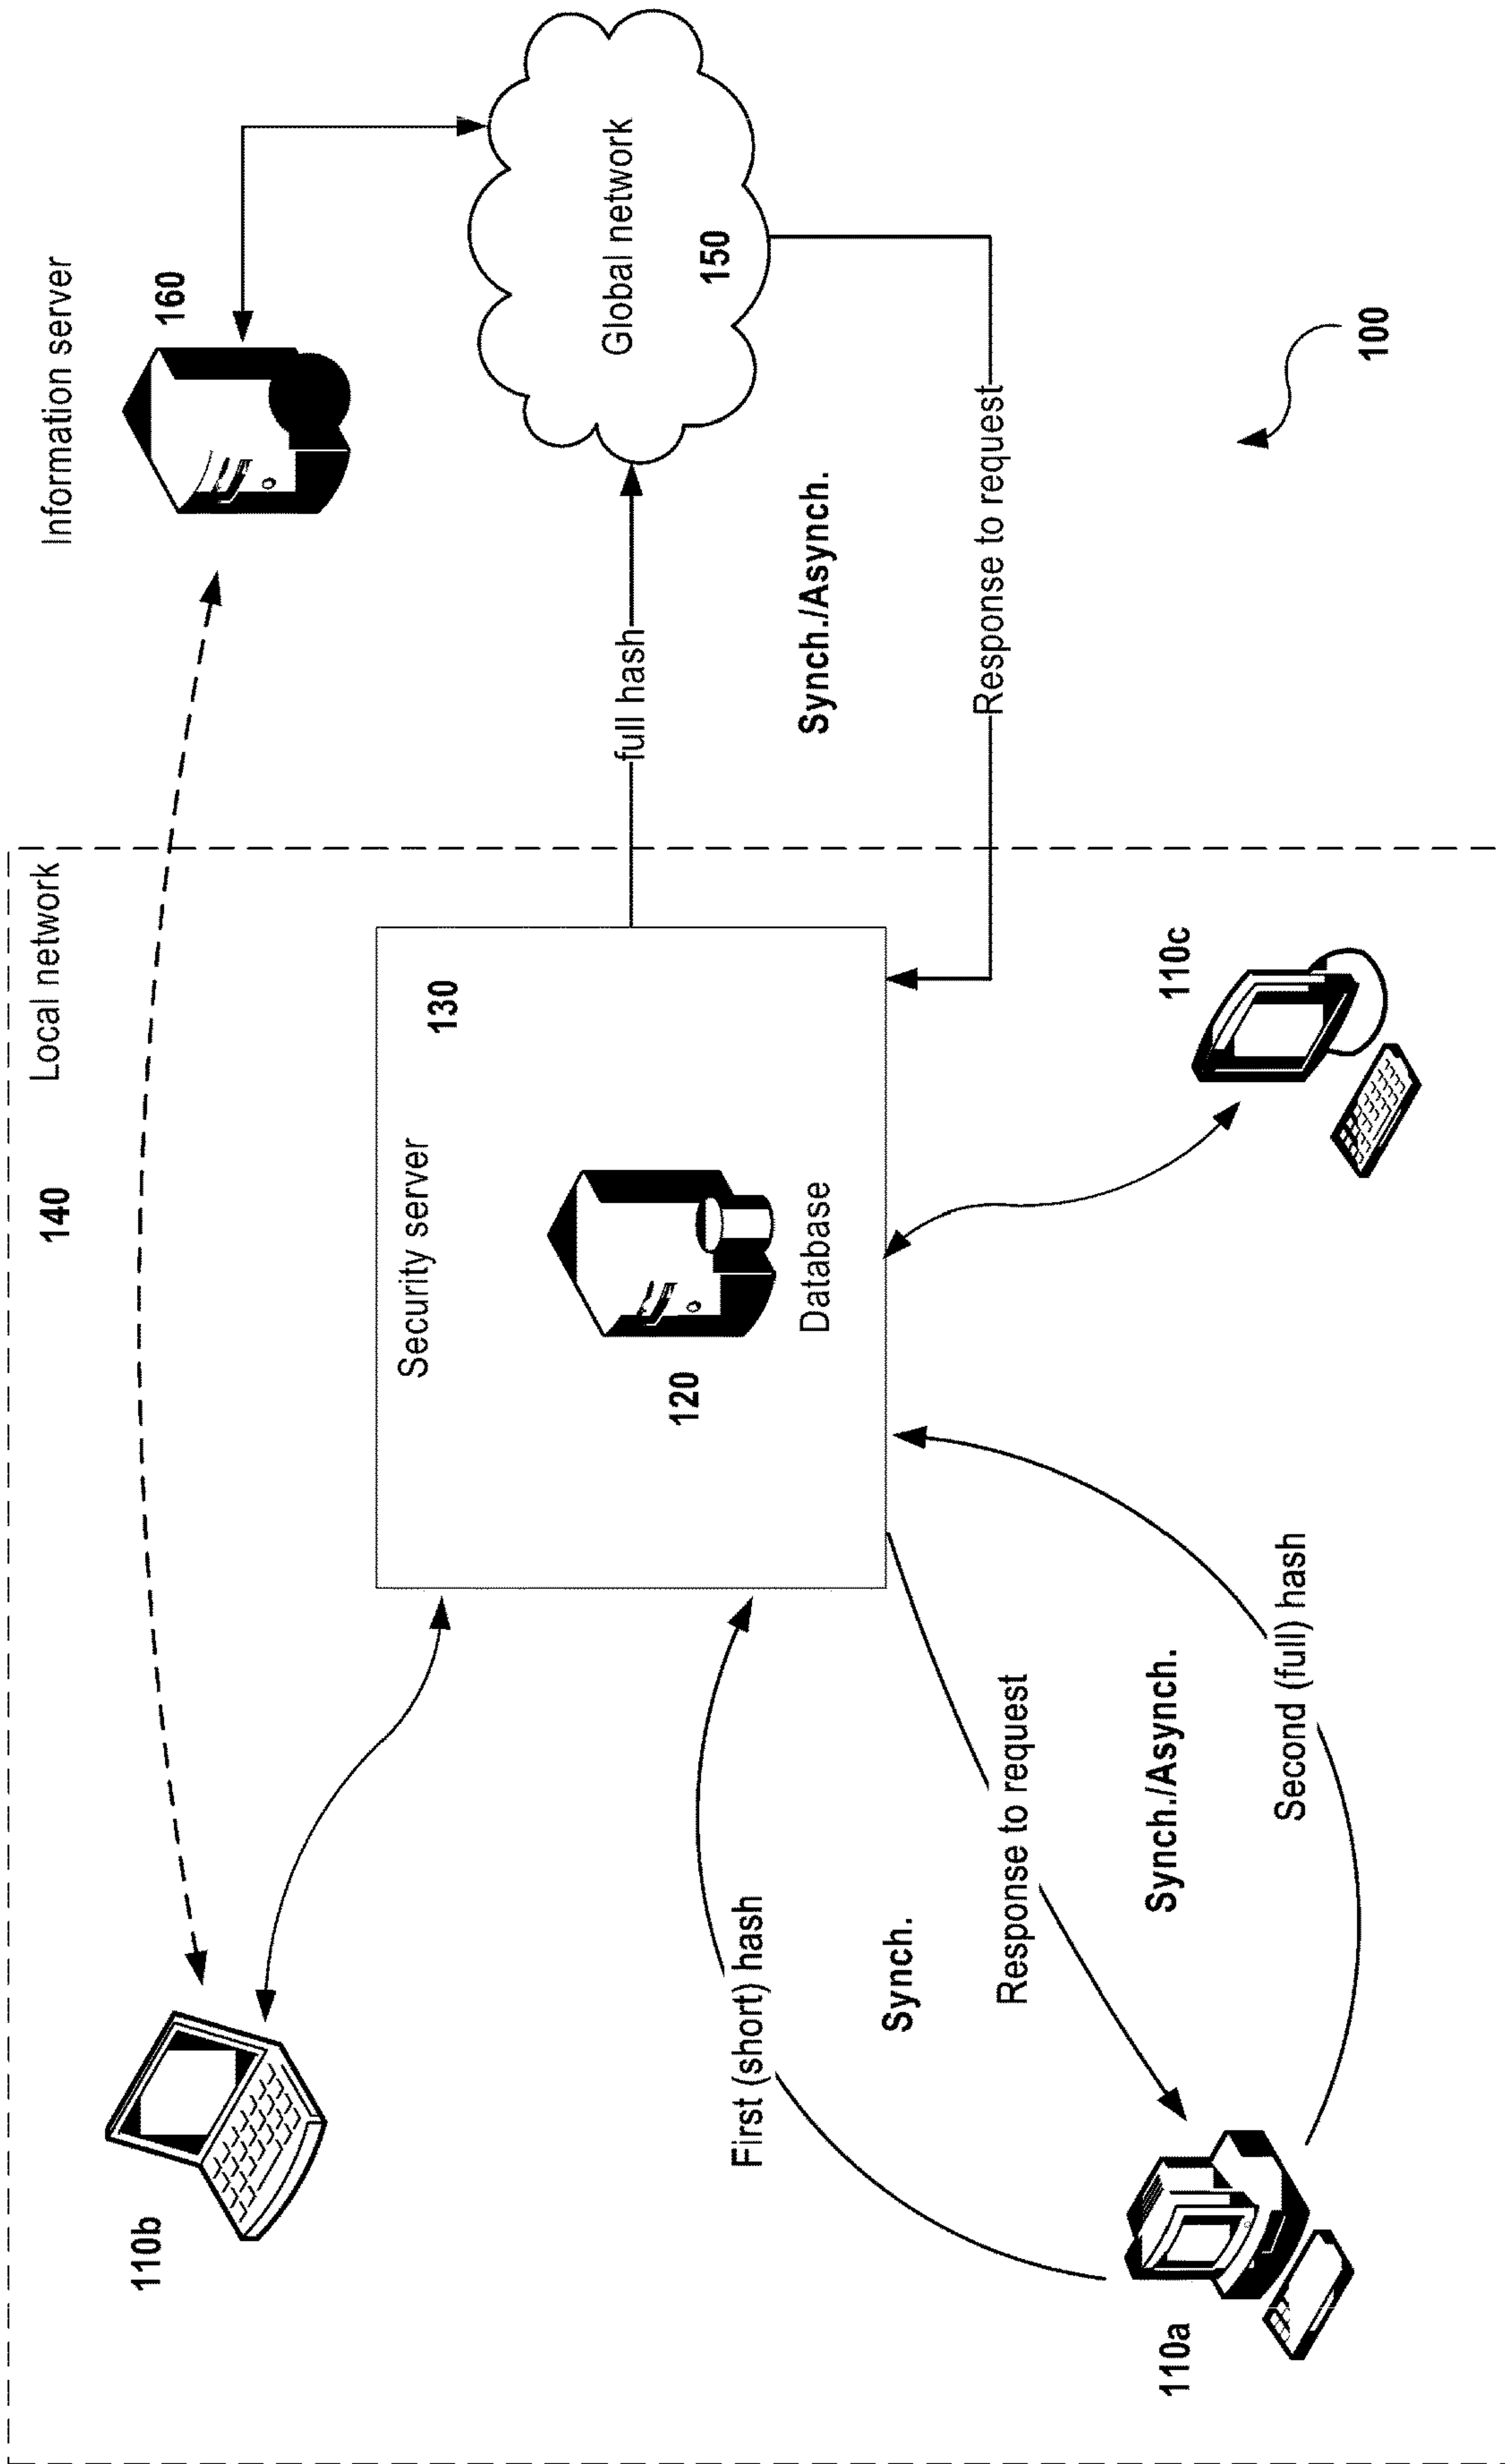 Local network
140
Information server
160
110b
Security server
130
120
Database
full hash
Global network
150
Synch./Asynch.
Response to request
First (short) hash
Synch.
Response to request
Synch./Asynch.
Second (full) hash
110a
110c
100